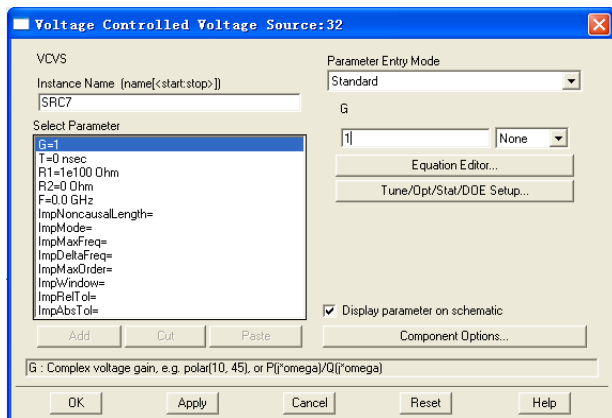 Voltage Controlled Voltage Source:32
VCVS
Instance Name (name[<start:stop>])
SRC7
Select Parameter
G=1
T=0 nsec
R1=1e100 Ohm
R2=0 Ohm
F=0.0 GHz
ImpNoncausalLength=
ImpMode=
ImpMaxFreq=
ImpDeltaFreq=
ImpMaxOrder=
ImpWindow=
ImpRelTol=
ImpAbsTol=
Add Cut Paste
Parameter Entry Mode
Standard
G
1 None
Equation Editor...
Tune/Opt/Stat/DOE Setup...
Display parameter on schematic
Component Options...
G : Complex voltage gain, e.g. polar(10, 45), or P(j*omega)/Q(j*omega)
OK Apply Cancel Reset Help